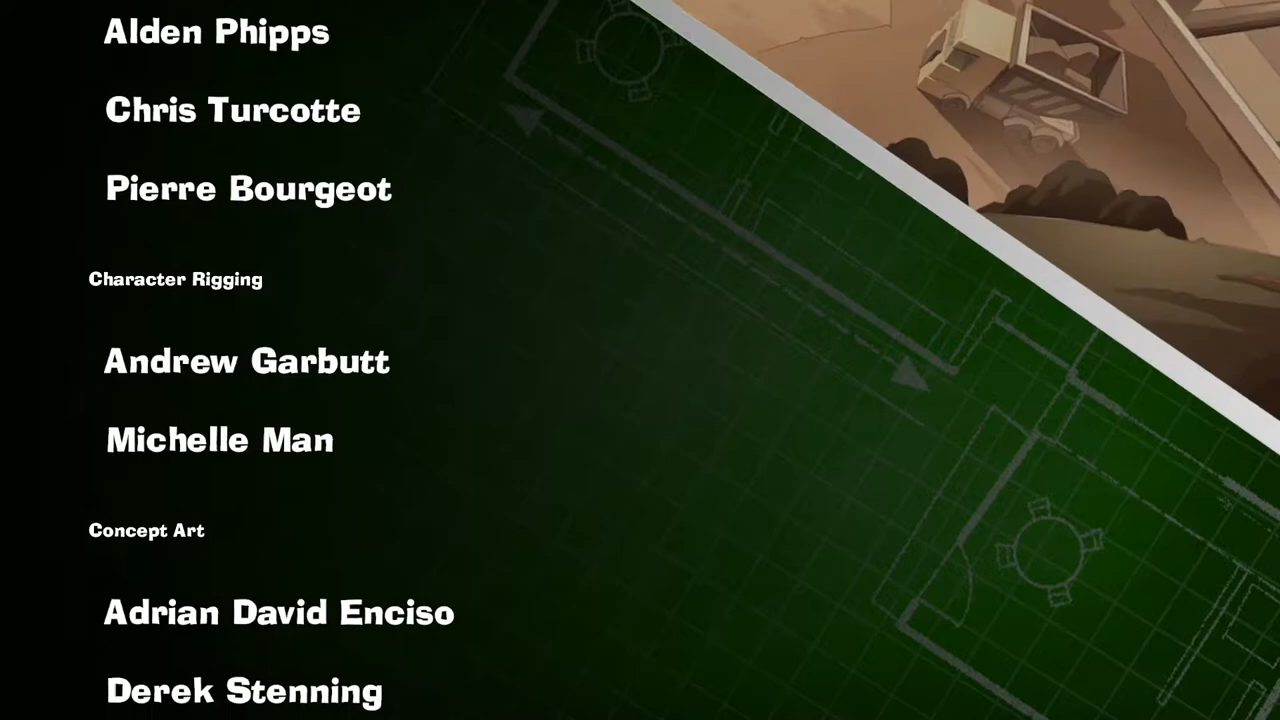 Alden Phipps
Chris Turcotte
Pierre Bourgeot
Character Rigging
Andrew Garbutt
Michelle Man
Concept Art
Adrian David Enciso
Derek Stenning